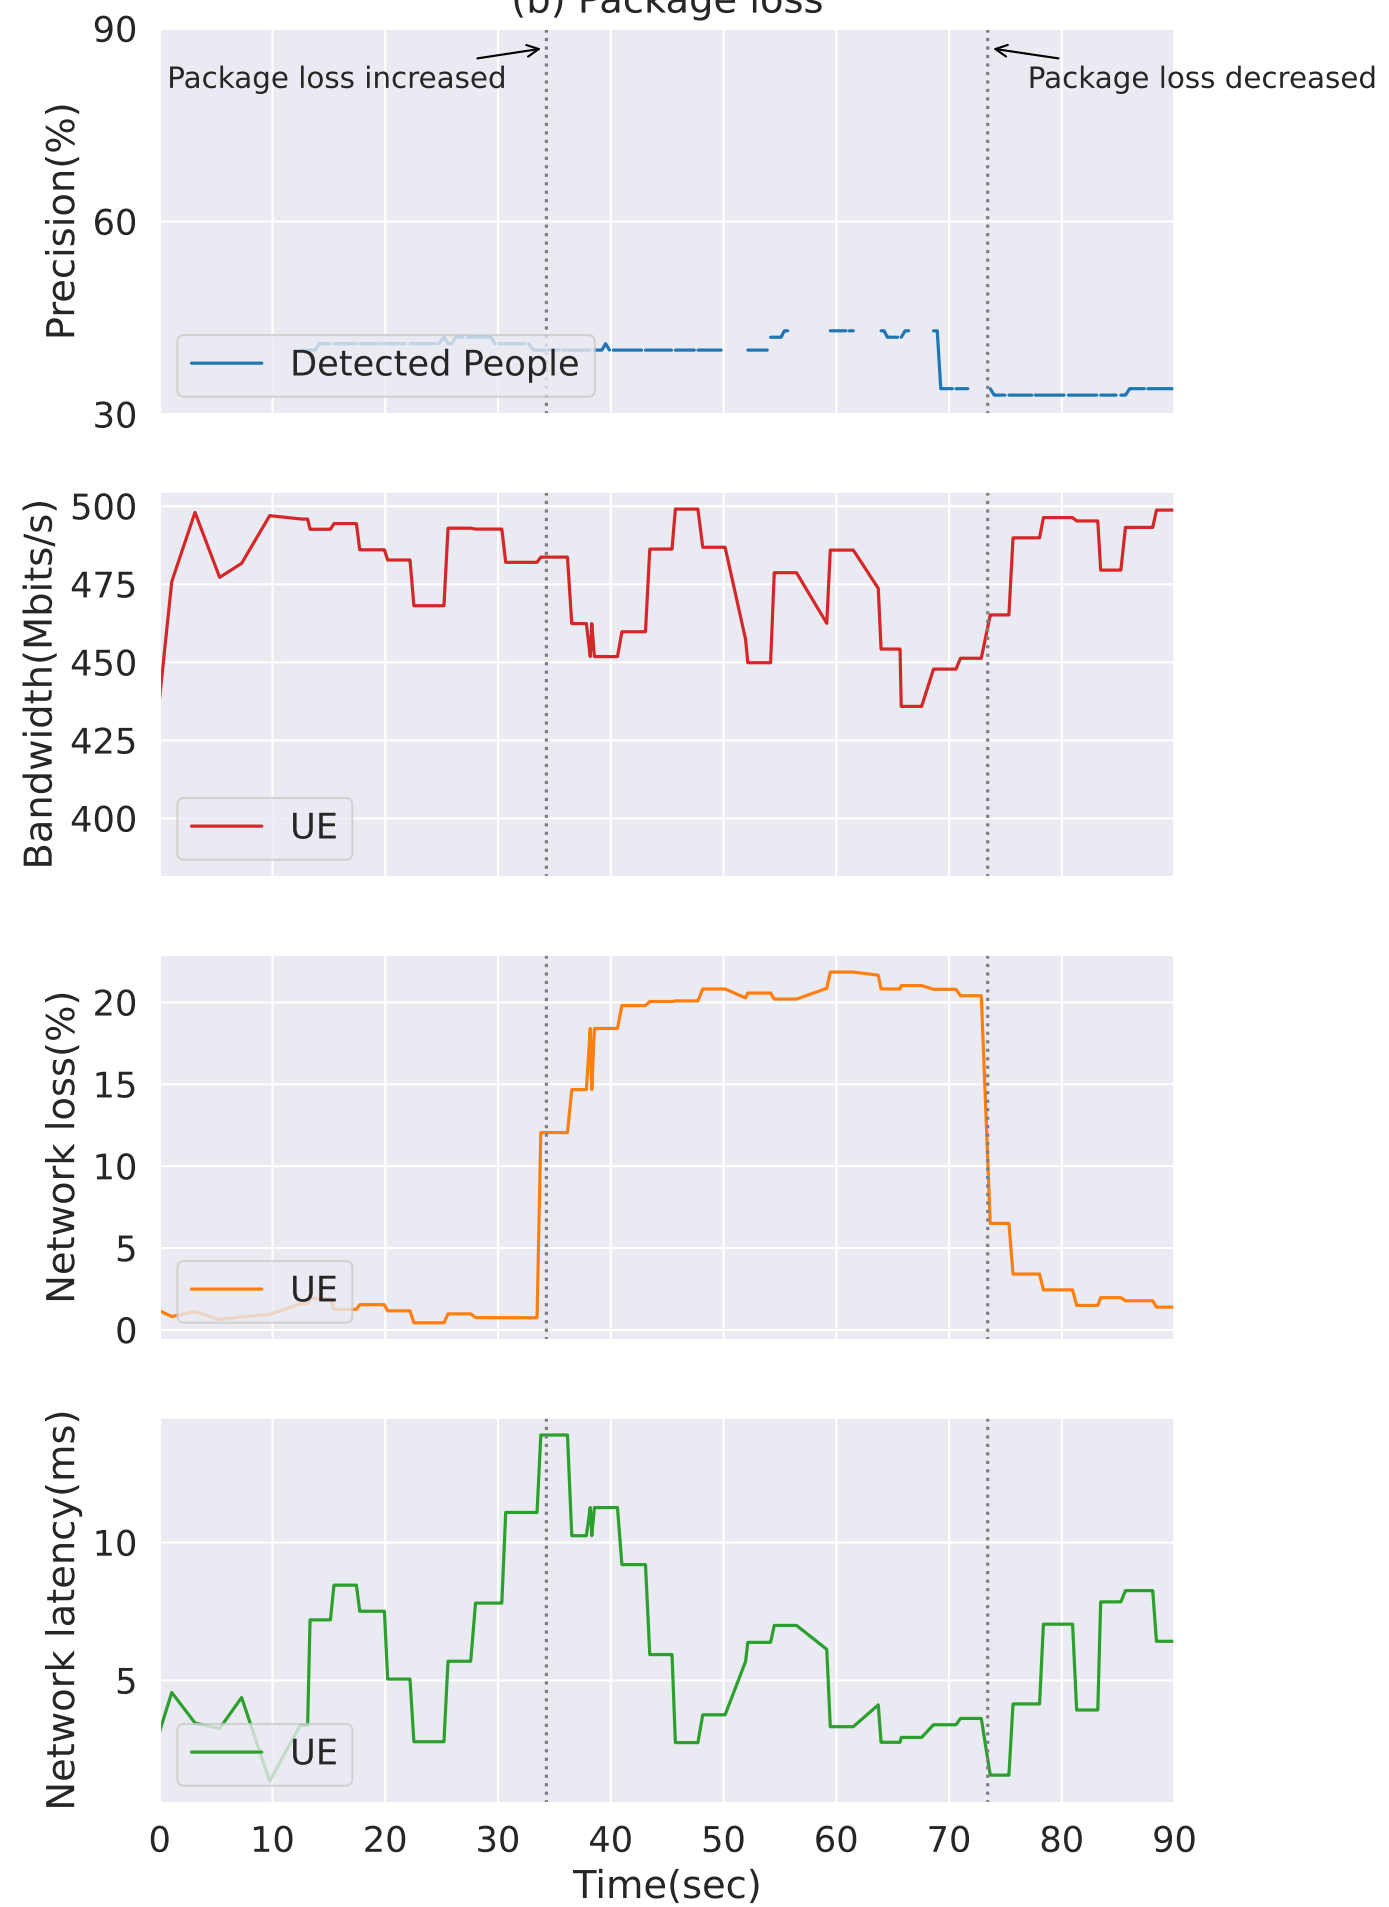 (b) Package loss
90
Package loss increased
Package loss decreased
Precision(%)
60
Detected People
30
500
475
Bandwidth(Mbits/s)
450
425
400
UE
20
Network loss(%)
15
10
5
UE
0
Network latency(ms)
10
5
UE
0 10 20 30 40 50 60 70 80 90
Time(sec)